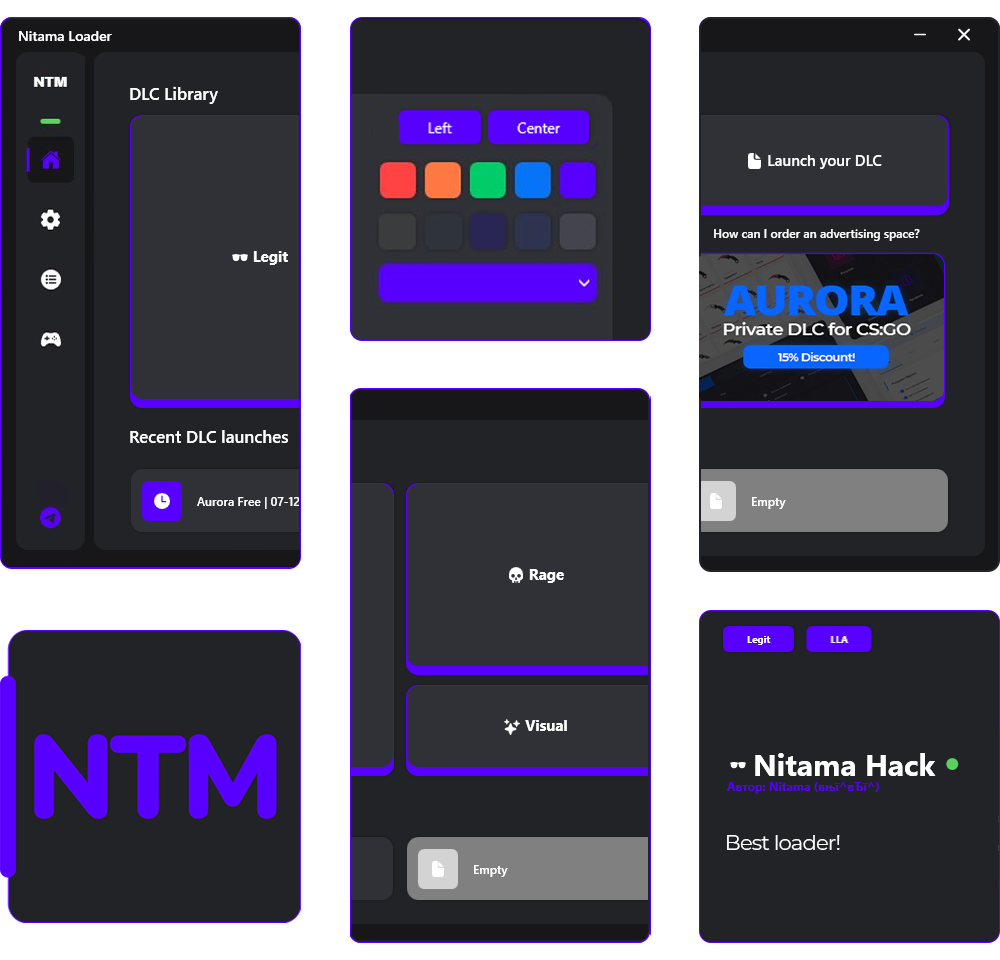 Nitama Loader
NTM
DLC Library
Legit
Recent DLC launches
Aurora Free | 07-12
Left
Center
Launch your DLC
How can I order an advertising space?
AURORA
Private DLC for CS:GO
15% Discount!
Empty
NTM
Rage
Visual
Empty
Legit
LLA
Nitama Hack
Автор: Nitama
Best loader!